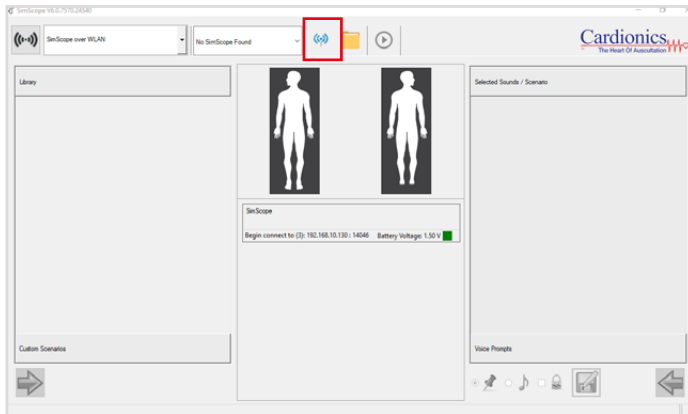 SimScope V6.0.7570.24540
SimScope over WLAN
No SimScope Found
Cardionics
The Heart Of Auscultation
Library
Selected Sounds / Scenario
SimScope
Begin connect to (3): 192.168.10.130 : 14046 Battery Voltage: 1.50 V
Custom Scenarios
Voice Prompts